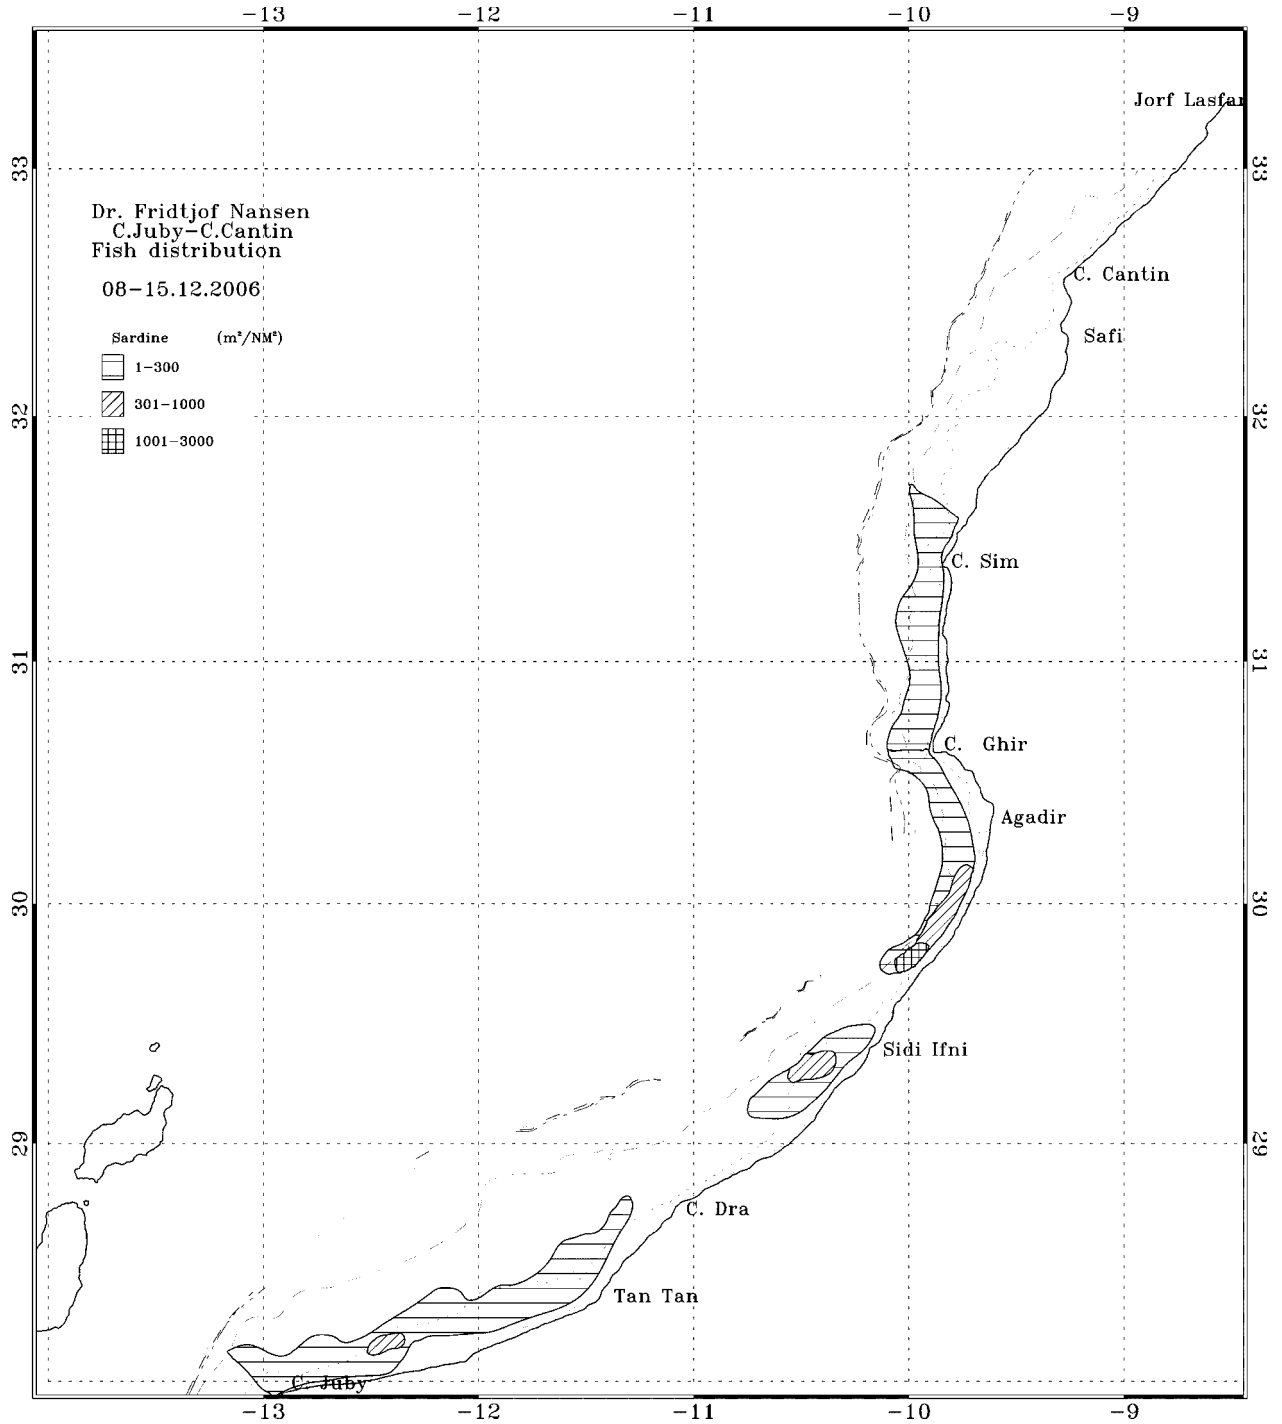 -13 -12 -11 -10 -9
Jorf Lasfar
33 33
Dr. Fridtjof Nansen
C.Juby-C.Cantin
Fish distribution
C. Cantin
08-15.12.2006
Safi
Sardine (m²/NM²)
1-300
301-1000
32 32
1001-3000
C. Sim
31 31
C. Ghir
Agadir
30 30
Sidi Ifni
29 29
C. Dra
Tan Tan
C. Juby
-13 -12 -11 -10 -9